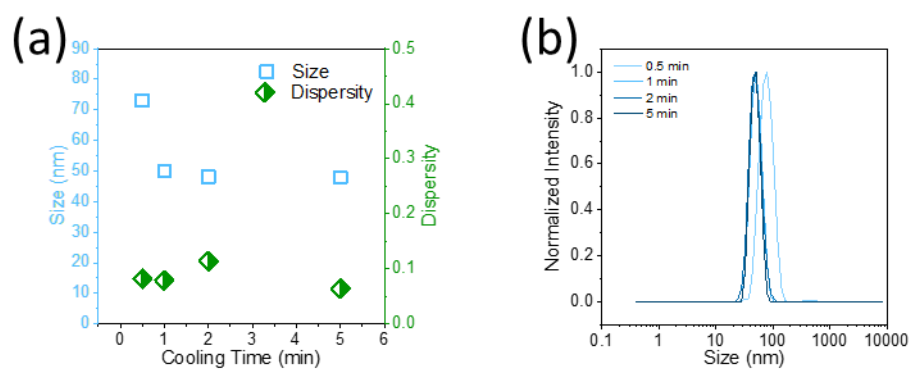 (a)
Size
Dispersity
90
80
70
60
50
40
30
20
10
0
Size (nm)
0.5
0.4
0.3
0.2
0.1
0.0
Dispersity
0 1 2 3 4 5 6
Cooling Time (min)
(b)
0.5 min
1 min
2 min
5 min
1.0
0.8
0.6
0.4
0.2
0.0
Normalized Intensity
0.1 1 10 100 1000 10000
Size (nm)